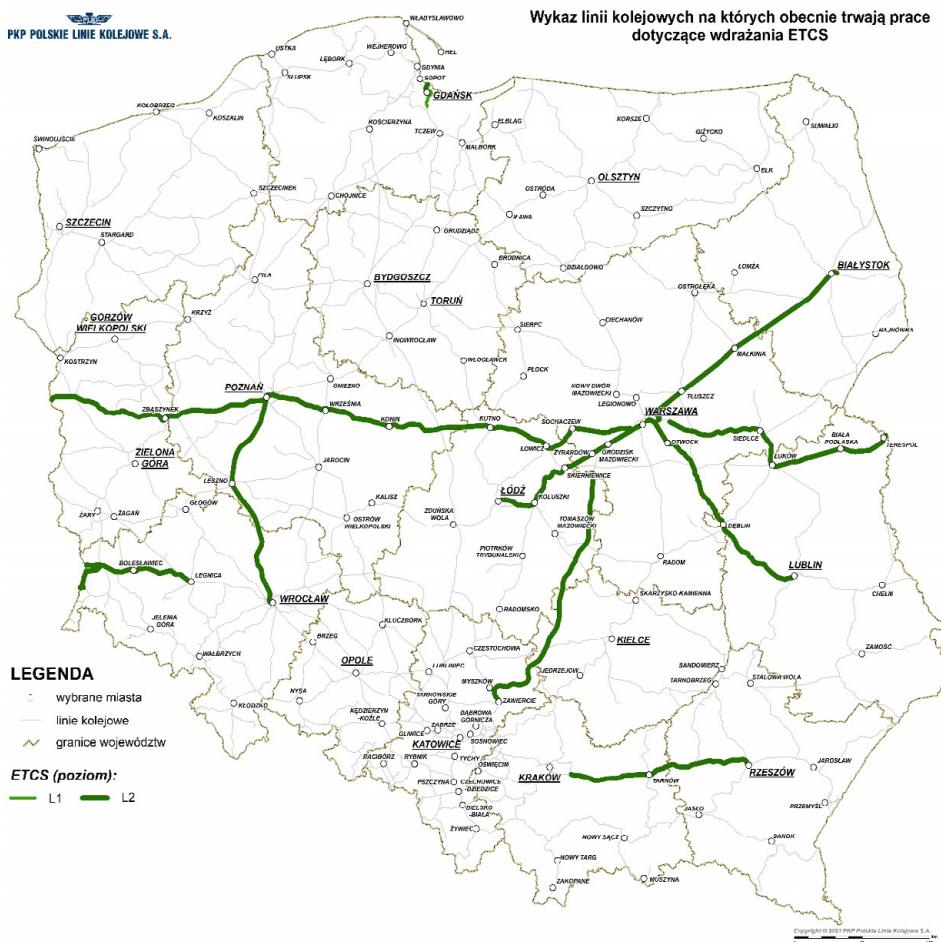 PKP POLSKIE LINIE KOLEJOWE S.A.
Wykaz linii kolejowych na których obecnie trwają prace
dotyczące wdrażania ETCS
WŁADYSŁAWOWO
HEL
USTKA
WEJHEROWO
LĘBORK
GDYNIA
SOPOT
SŁUPSK
GDAŃSK
KOŁOBRZEG
KOSZALIN
KOŚCIERZYNA
TCZEW
ELBLĄG
KORSZE
GIŻYCKO
SUWAŁKI
MALBORK
ŚWINOUJŚCIE
EŁK
OLSZTYN
SZCZECINEK
CHOJNICE
OSTRÓDA
SZCZYTNO
IŁAWA
SZCZECIN
STARGARD
GRUDZIĄDZ
BRODNICA
DZIAŁDOWO
ŁOMŻA
BIAŁYSTOK
PIŁA
BYDGOSZCZ
TORUŃ
OSTROŁĘKA
GORZÓW
WIELKOPOLSKI
KRZYŻ
SIERPC
CIECHANÓW
HAJNÓWKA
INOWROCŁAW
KOSTRZYN
WŁOCŁAWEK
MAŁKINIA
PŁOCK
GNIEZNO
POZNAŃ
NOWY DWÓR
MAZOWIECKI
TŁUSZCZ
LEGIONOWO
ZBĄSZYNEK
WRZEŚNIA
WARSZAWA
KONIN
KUTNO
SOCHACZEW
OTWOCK
SIEDLCE
BIAŁA
PODLASKA
TERESPOL
ŁOWICZ
ŻYRARDÓW
GRODZISK
MAZOWIECKI
ŁUKÓW
ZIELONA
GÓRA
JAROCIN
SKIERNIEWICE
LESZNO
ŁÓDŹ
KOLUSZKI
KALISZ
GŁOGÓW
ŻARY
ŻAGAŃ
OSTRÓW
WIELKOPOLSKI
ZDUŃSKA
WOLA
TOMASZÓW
MAZOWIECKI
DĘBLIN
PIOTRKÓW
TRYBUNALSKI
RADOM
BOLESŁAWIEC
LEGNICA
LUBLIN
CHEŁM
WROCŁAW
RADOMSKO
SKARŻYSKO-KAMIENNA
JELENIA
GÓRA
KLUCZBORK
BRZEG
KIELCE
WAŁBRZYCH
CZĘSTOCHOWA
ZAMOŚĆ
OPOLE
LUBLINIEC
JĘDRZEJÓW
SANDOMIERZ
TARNOBRZEG
STALOWA WOLA
MYSZKÓW
NYSA
TARNOWSKIE
GÓRY
ZAWIERCIE
KŁODZKO
KĘDZIERZYN
-KOŹLE
DĄBROWA
GÓRNICZA
ZABRZE
GLIWICE
SOSNOWIEC
KATOWICE
RACIBÓRZ
RYBNIK
TYCHY
OŚWIĘCIM
KRAKÓW
TARNÓW
RZESZÓW
JAROSŁAW
PSZCZYNA
CZECHOWICE
-DZIEDZICE
BIELSKO
-BIAŁA
PRZEMYŚL
JASŁO
ŻYWIEC
NOWY SĄCZ
SANOK
NOWY TARG
ZAKOPANE
MUSZYNA
LEGENDA
wybrane miasta
linie kolejowe
granice województw
ETCS (poziom):
L1 L2
Copyright © 2021 PKP Polskie Linie Kolejowe S.A.